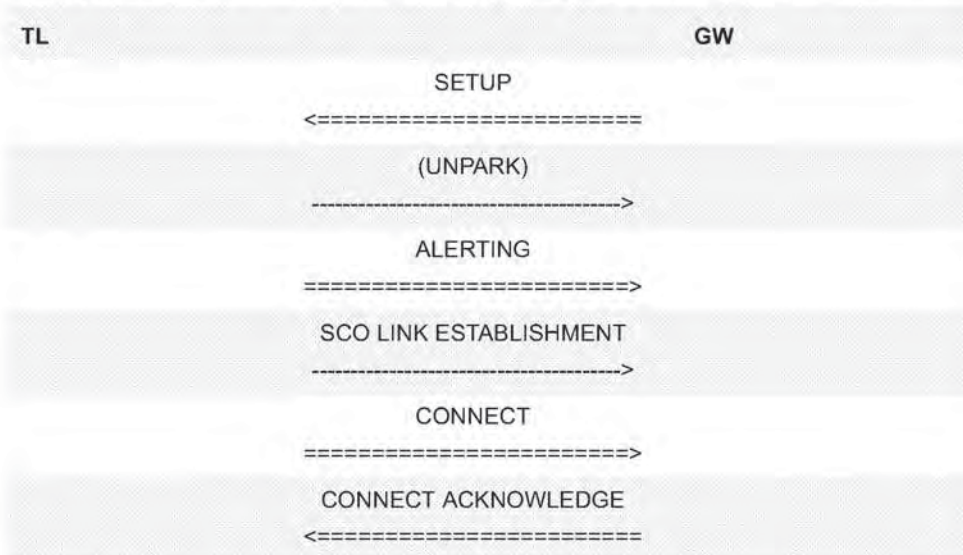 TL GW
SETUP
<========================
(UNPARK)
----------------------------------->
ALERTING
========================>
SCO LINK ESTABLISHMENT
----------------------------------->
CONNECT
========================>
CONNECT ACKNOWLEDGE
<========================